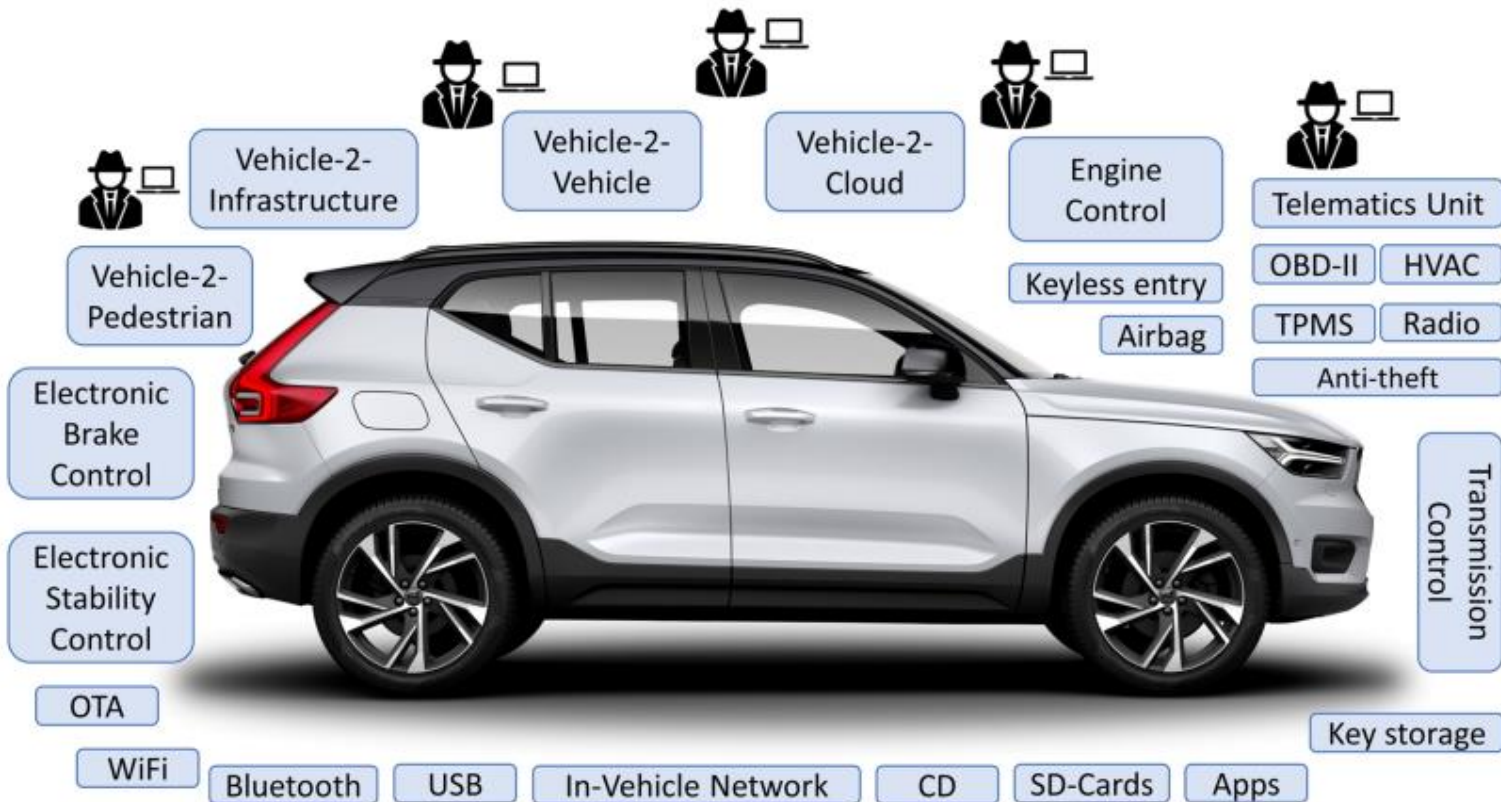 Vehicle-2-
Infrastructure
Vehicle-2-
Vehicle
Vehicle-2-
Cloud
Engine
Control
Telematics Unit
OBD-II
HVAC
Vehicle-2-
Pedestrian
Keyless entry
TPMS
Radio
Airbag
Anti-theft
Electronic
Brake
Control
Transmission
Control
Electronic
Stability
Control
OTA
Key storage
WiFi
Bluetooth
USB
In-Vehicle Network
CD
SD-Cards
Apps